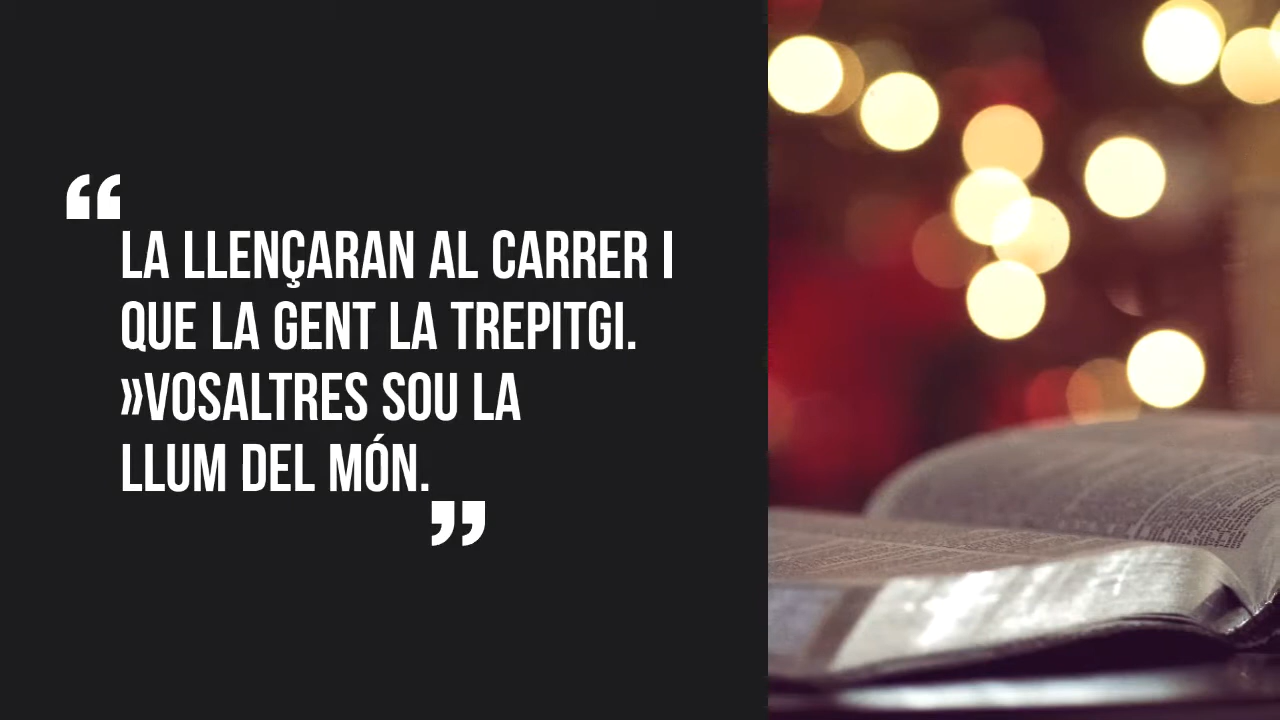 “
LA LLENÇARAN AL CARRER I
QUE LA GENT LA TREPITGI.
»VOSALTRES SOU LA
LLUM DEL MÓN.
”